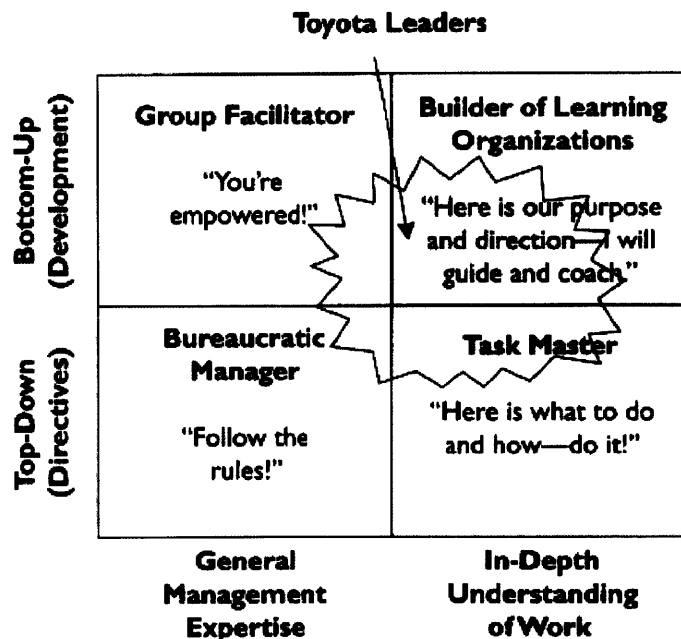 Toyota Leaders
Bottom-Up
(Development)
Group Facilitator
“You're
empowered!”
Builder of Learning
Organizations
“Here is our purpose
and direction—I will
guide and coach”
Top-Down
(Directives)
Bureaucratic
Manager
“Follow the
rules!”
Task Master
“Here is what to do
and how—do it!”
General
Management
Expertise
In-Depth
Understanding
of Work